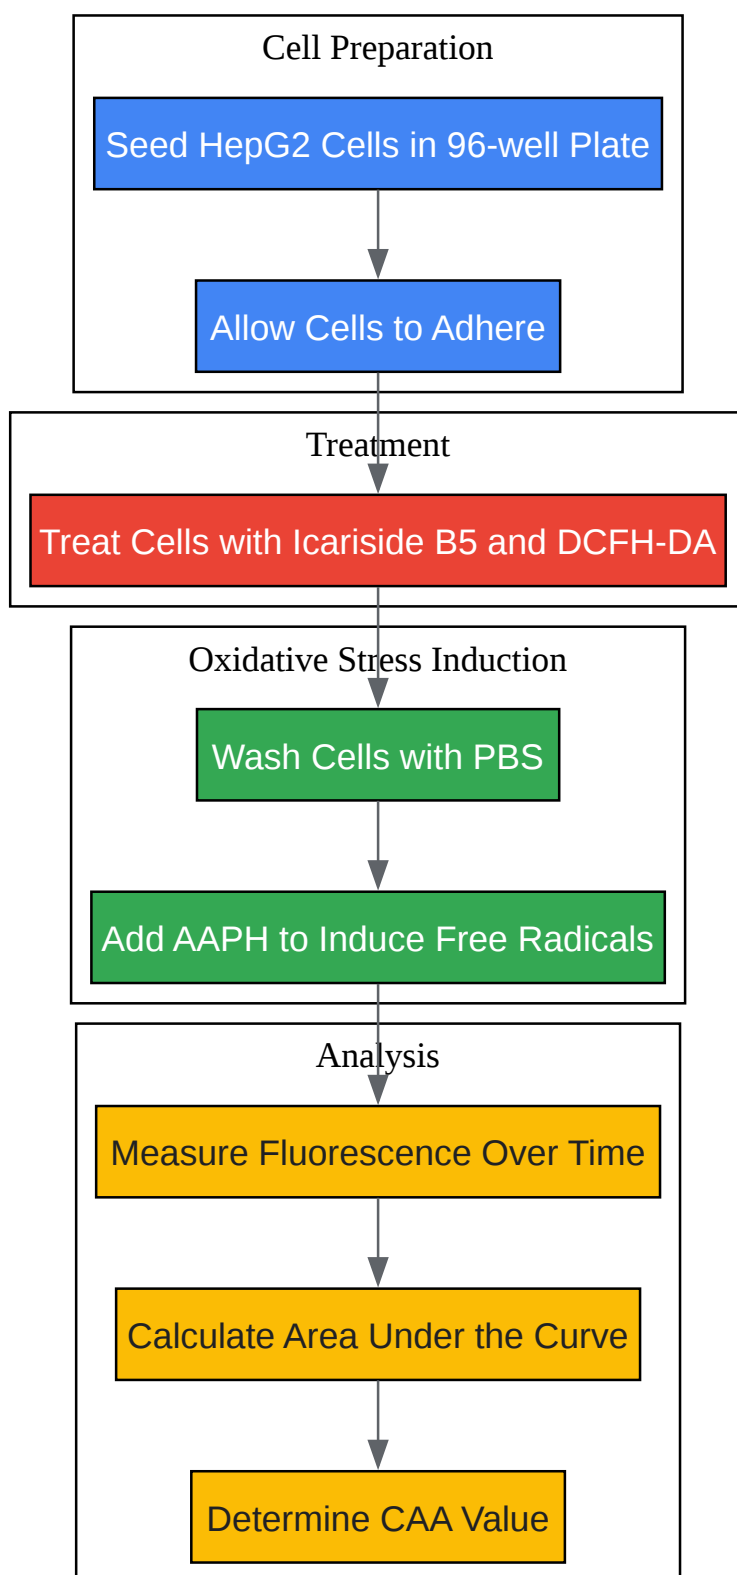 Cell Preparation
Seed HepG2 Cells in 96-well Plate
Allow Cells to Adhere
Treatment
Treat Cells with Icariside B5 and DCFH-DA
Oxidative Stress Induction
Wash Cells with PBS
Add AAPH to Induce Free Radicals
Analysis
Measure Fluorescence Over Time
Calculate Area Under the Curve
Determine CAA Value